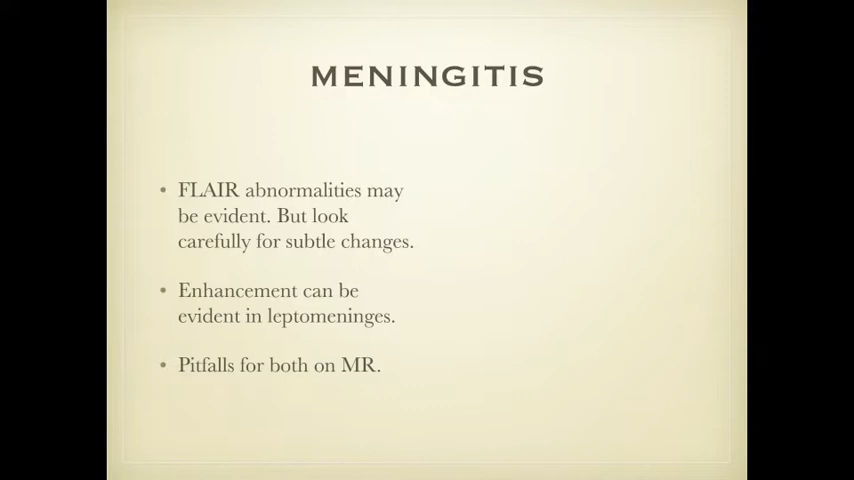 MENINGITIS
• FLAIR abnormalities may
be evident. But look
carefully for subtle changes.
• Enhancement can be
evident in leptomeninges.
• Pitfalls for both on MR.